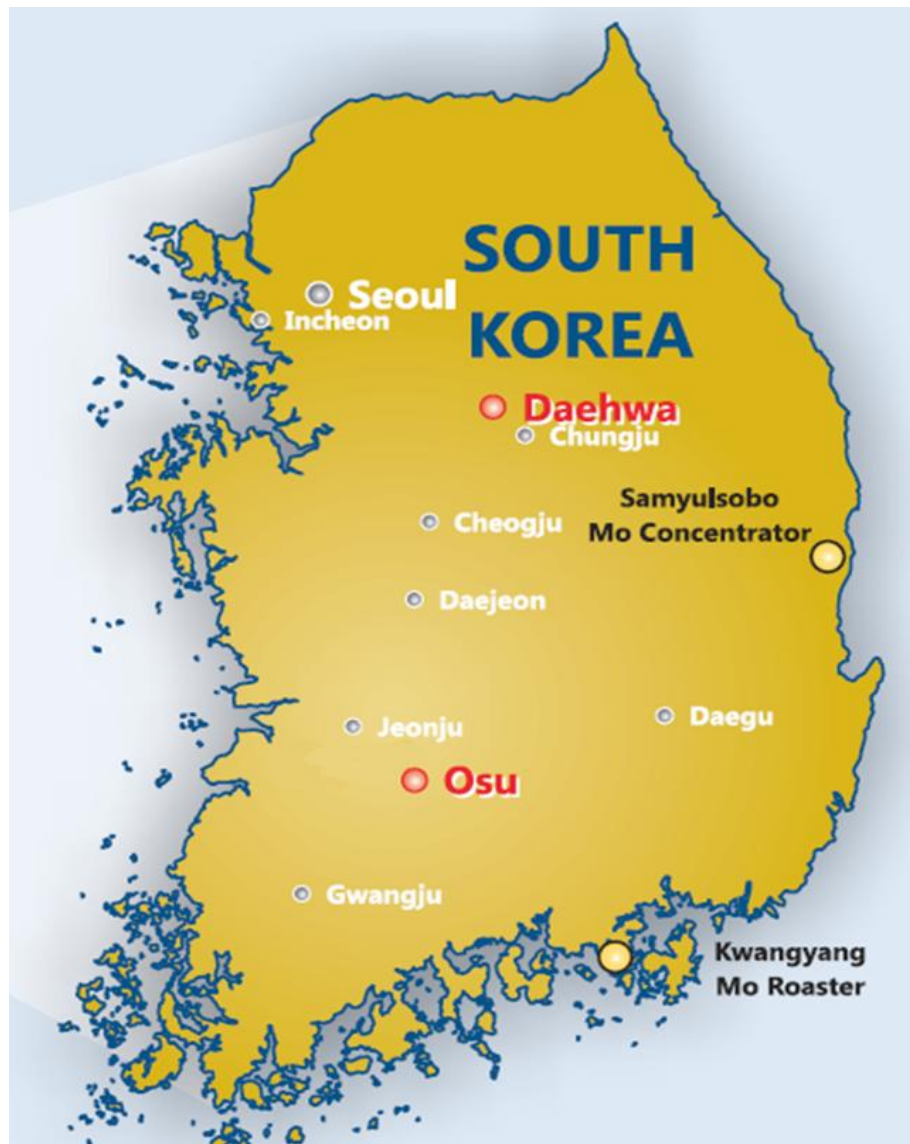 SOUTH
KOREA
Seoul
Incheon
Daehwa
Chungju
Samyulsobo
Mo Concentrator
Cheogju
Daejeon
Jeonju
Daegu
Osu
Gwangju
Kwangyang
Mo Roaster